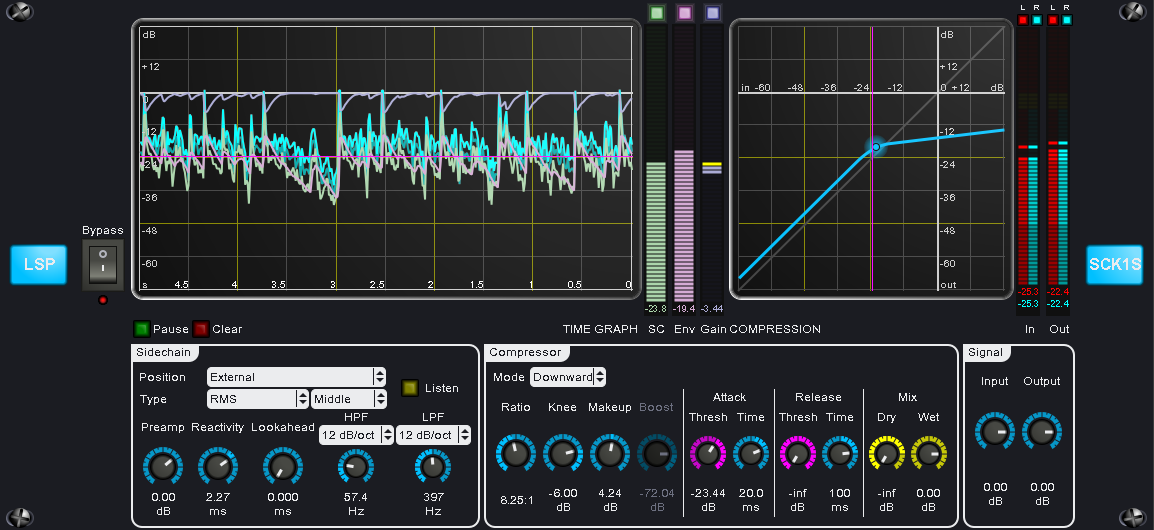 L R L R
dB
+12
0
-12
-24
-36
-48
-60
s 4.5 4 3.5 3 2.5 2 1.5 1 0.5 0
dB
+12
in -60 -48 -36 -24 -12 0 +12 dB
-12
-24
-36
-48
-60
out
Bypass
LSP
SCK1S
-23.8 -19.4 -3.44
-25.3 -22.4
-25.3 -22.4
Pause Clear
TIME GRAPH SC Env Gain COMPRESSION In Out
Sidechain
Position External
Type RMS Middle
Listen
HPF LPF
Preamp Reactivity Lookahead 12 dB/oct 12 dB/oct
0.00 2.27 0.000 57.4 397
dB ms ms Hz Hz
Compressor
Mode Downward
Attack Release Mix
Ratio Knee Makeup Boost Thresh Time Thresh Time Dry Wet
8.25:1 -6.00 4.24 -72.04 -23.44 20.0 -inf 100 -inf 0.00
dB dB dB dB ms dB ms dB dB
Signal
Input Output
0.00 0.00
dB dB